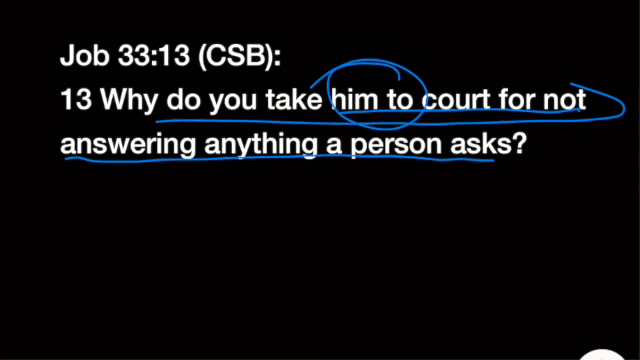 Job 33:13 (CSB):
13 Why do you take him to court for not
answering anything a person asks?